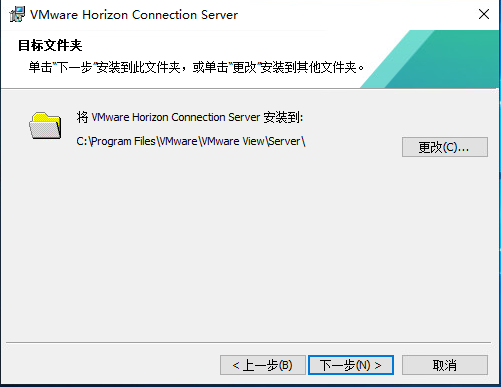 VMware Horizon Connection Server
目标文件夹
单击“下一步”安装到此文件夹，或单击“更改”安装到其他文件夹。
将 VMware Horizon Connection Server 安装到:
C:\Program Files\VMware\VMware View\Server\
更改(C)...
< 上一步(B)
下一步(N) >
取消